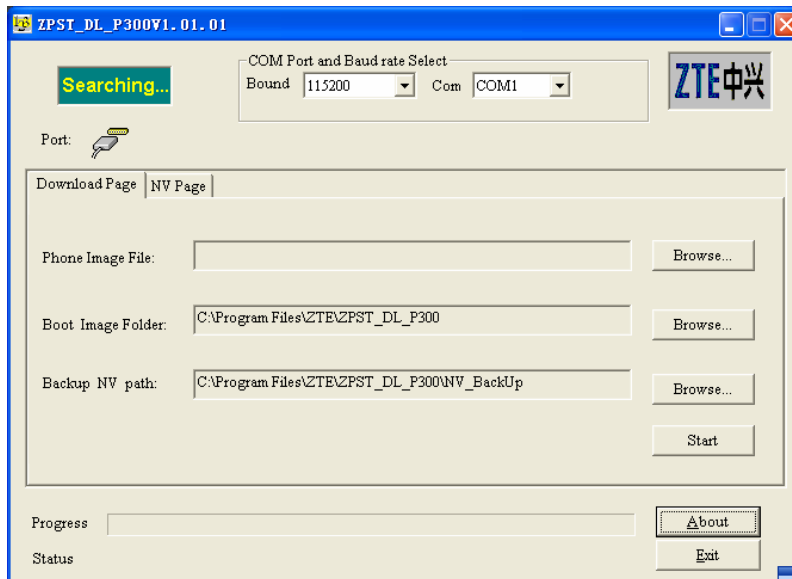 ZPST_DL_P300V1.01.01
COM Port and Baud rate Select
Searching...
Bound 115200 Com COM1
ZTE中兴
Port:
Download Page NV Page
Phone Image File: Browse...
Boot Image Folder: C:\Program Files\ZTE\ZPST_DL_P300 Browse...
Backup NV path: C:\Program Files\ZTE\ZPST_DL_P300\NV_BackUp Browse...
Start
Progress About
Status Exit